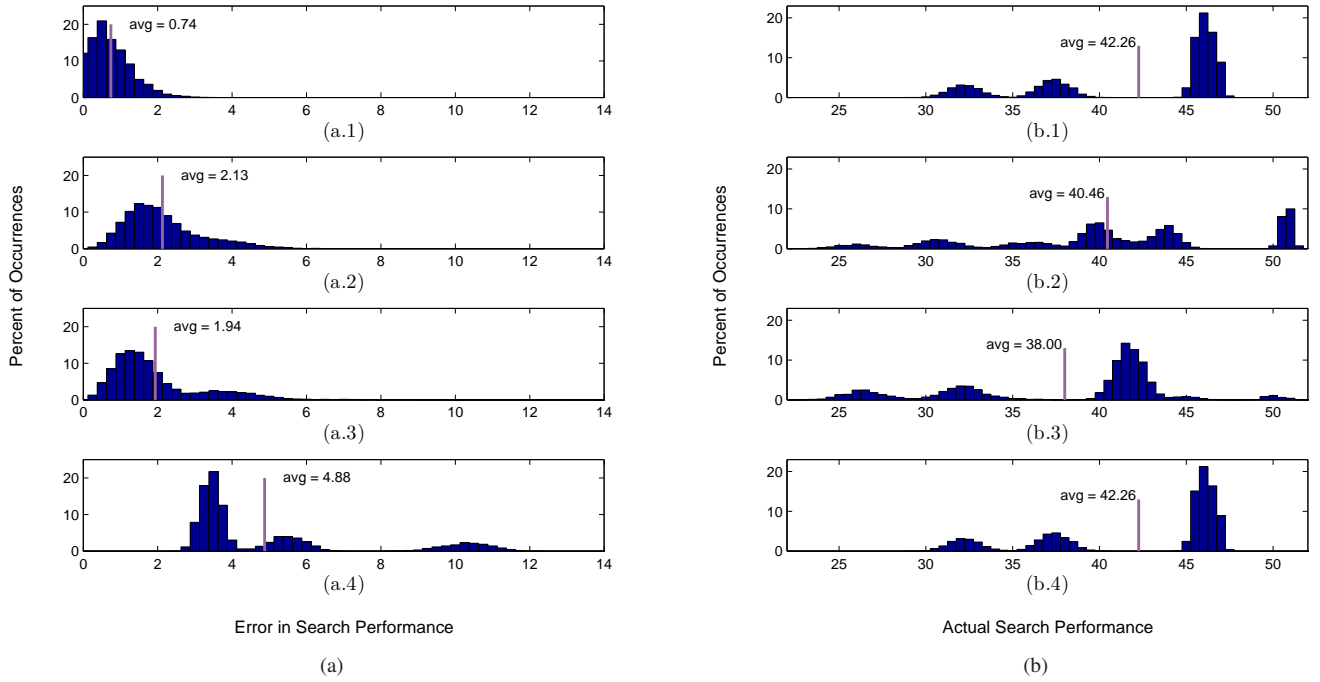 Percent of Occurrences
20
10
0
avg = 0.74
0 2 4 6 8 10 12 14
(a.1)
20
10
0
avg = 2.13
0 2 4 6 8 10 12 14
(a.2)
20
10
0
avg = 1.94
0 2 4 6 8 10 12 14
(a.3)
20
10
0
avg = 4.88
0 2 4 6 8 10 12 14
(a.4)
Error in Search Performance
(a)
Percent of Occurrences
20
10
0
avg = 42.26
25 30 35 40 45 50
(b.1)
20
10
0
avg = 40.46
25 30 35 40 45 50
(b.2)
20
10
0
avg = 38.00
25 30 35 40 45 50
(b.3)
20
10
0
avg = 42.26
25 30 35 40 45 50
(b.4)
Actual Search Performance
(b)